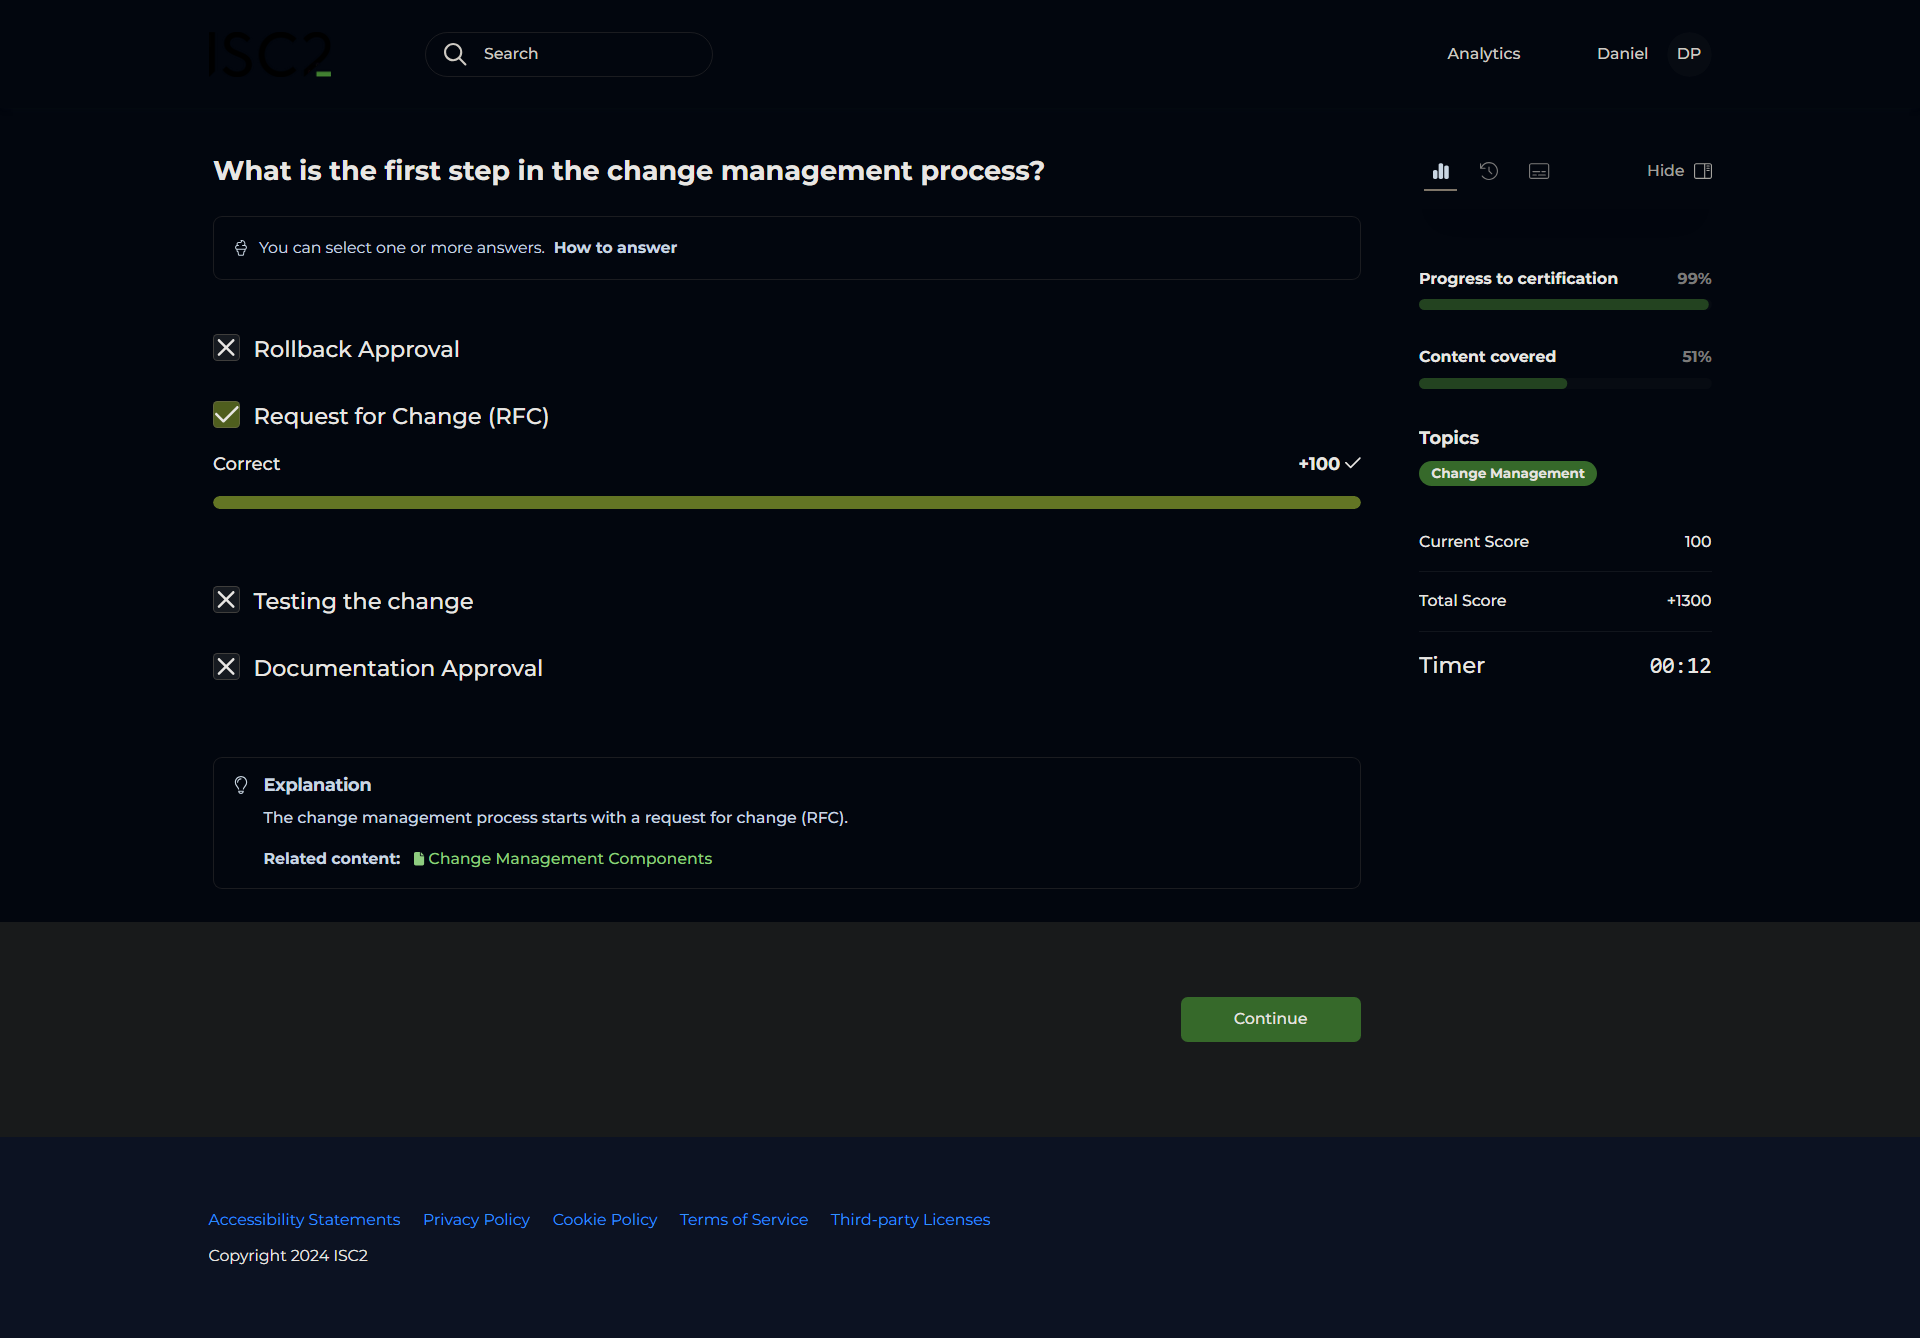 ISC2
Search
Analytics
Daniel
DP
What is the first step in the change management process?
Hide
You can select one or more answers. How to answer
Progress to certification 99%
Rollback Approval
Content covered 51%
Request for Change (RFC)
Topics
Correct +100
Change Management
Current Score 100
Testing the change
Total Score +1300
Documentation Approval
Timer 00:12
Explanation
The change management process starts with a request for change (RFC).
Related content: Change Management Components
Continue
Accessibility Statements Privacy Policy Cookie Policy Terms of Service Third-party Licenses
Copyright 2024 ISC2